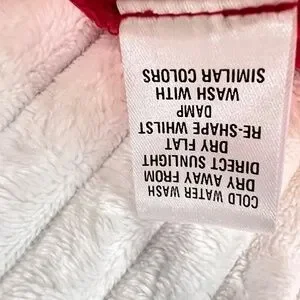 COLD WATER WASH
DRY AWAY FROM
DIRECT SUNLIGHT
DRY FLAT
RE-SHAPE WHILST
DAMP
WASH WITH
SIMILAR COLORS